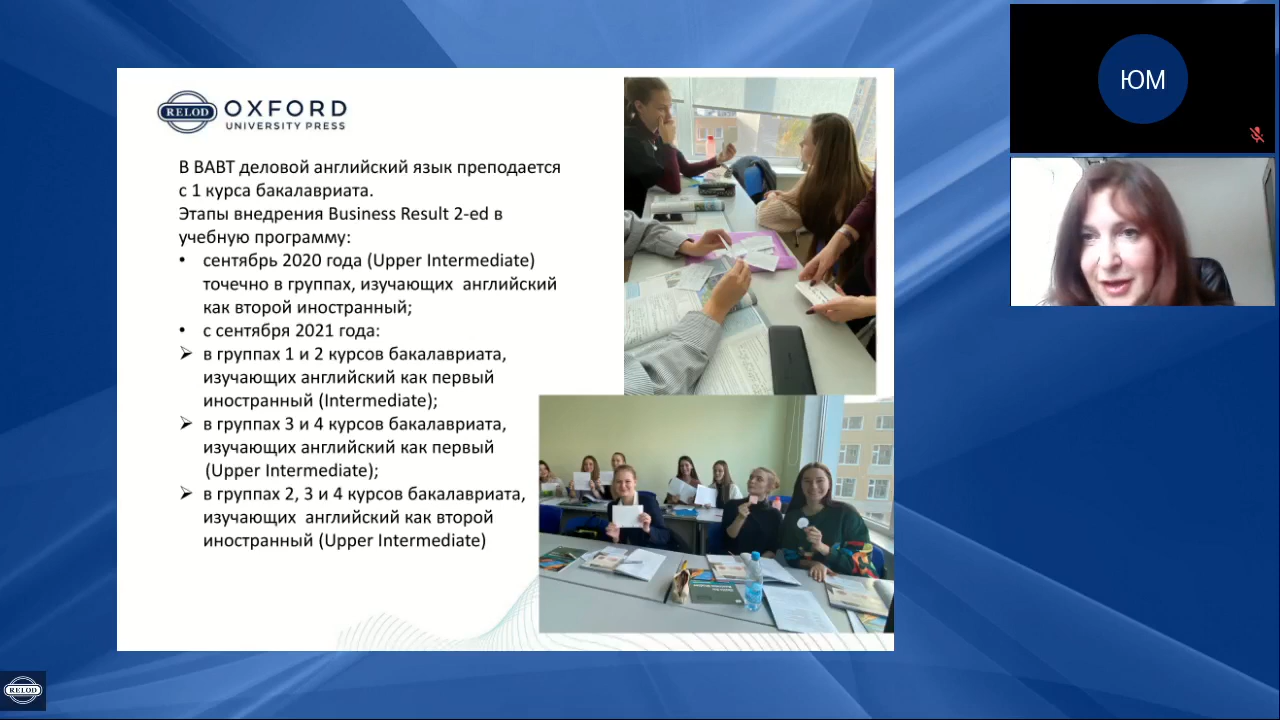 RELOD
OXFORD
UNIVERSITY PRESS
В ВАВТ деловой английский язык преподается
с 1 курса бакалавриата.
Этапы внедрения Business Result 2-ed в
учебную программу:
• сентябрь 2020 года (Upper Intermediate)
точечно в группах, изучающих английский
как второй иностранный;
• с сентября 2021 года:
➢ в группах 1 и 2 курсов бакалавриата,
изучающих английский как первый
иностранный (Intermediate);
➢ в группах 3 и 4 курсов бакалавриата,
изучающих английский как первый
(Upper Intermediate);
➢ в группах 2, 3 и 4 курсов бакалавриата,
изучающих английский как второй
иностранный (Upper Intermediate)
ЮМ
RELOD